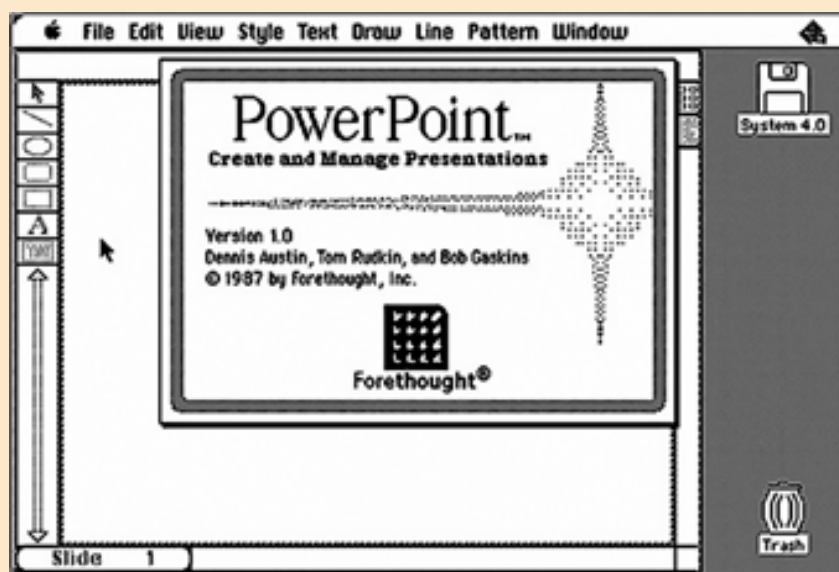 File Edit View Style Text Draw Line Pattern Window
PowerPoint™
Create and Manage Presentations
Version 1.0
Dennis Austin, Tom Rudkin, and Bob Gaskins
© 1987 by Forethought, Inc.
Forethought®
System 4.0
A
Trash
Slide 1